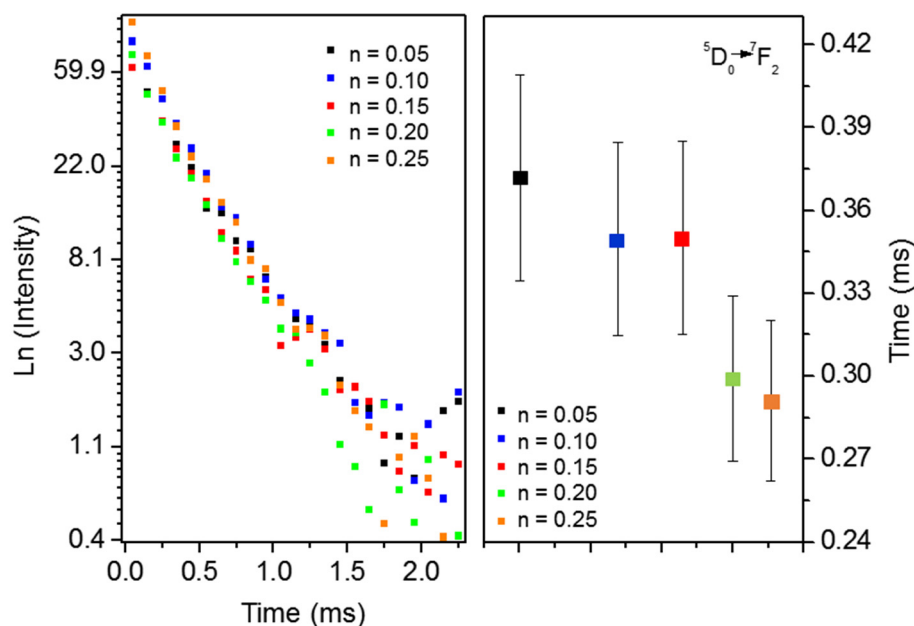 Ln (Intensity)
59.9
22.0
8.1
3.0
1.1
0.4
n = 0.05
n = 0.10
n = 0.15
n = 0.20
n = 0.25
0.0
0.5
1.0
1.5
2.0
Time (ms)
⁵D₀→⁷F₂
n = 0.05
n = 0.10
n = 0.15
n = 0.20
n = 0.25
0.42
0.39
0.36
0.33
0.30
0.27
0.24
Time (ms)